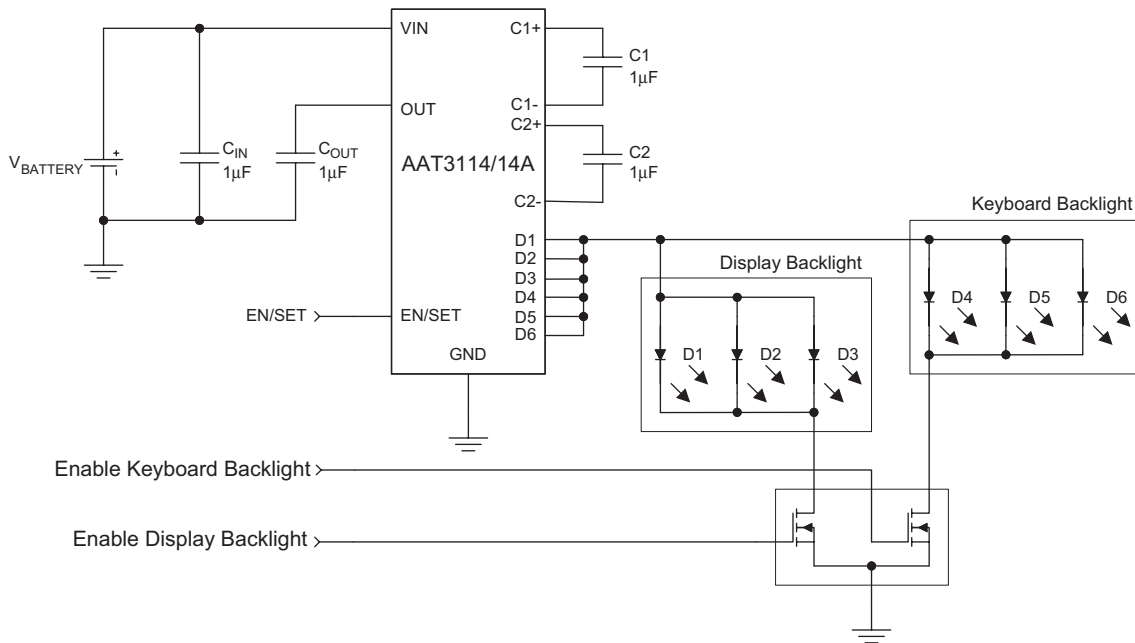 VIN
C1+
C1
1μF
OUT
C1-
C2+
VBATTERY
+
-
CIN
1μF
COUT
1μF
AAT3114/14A
C2
1μF
C2-
Keyboard Backlight
D1
D2
D3
D4
D5
D6
Display Backlight
D4
D5
D6
EN/SET
EN/SET
GND
D1
D2
D3
Enable Keyboard Backlight
Enable Display Backlight